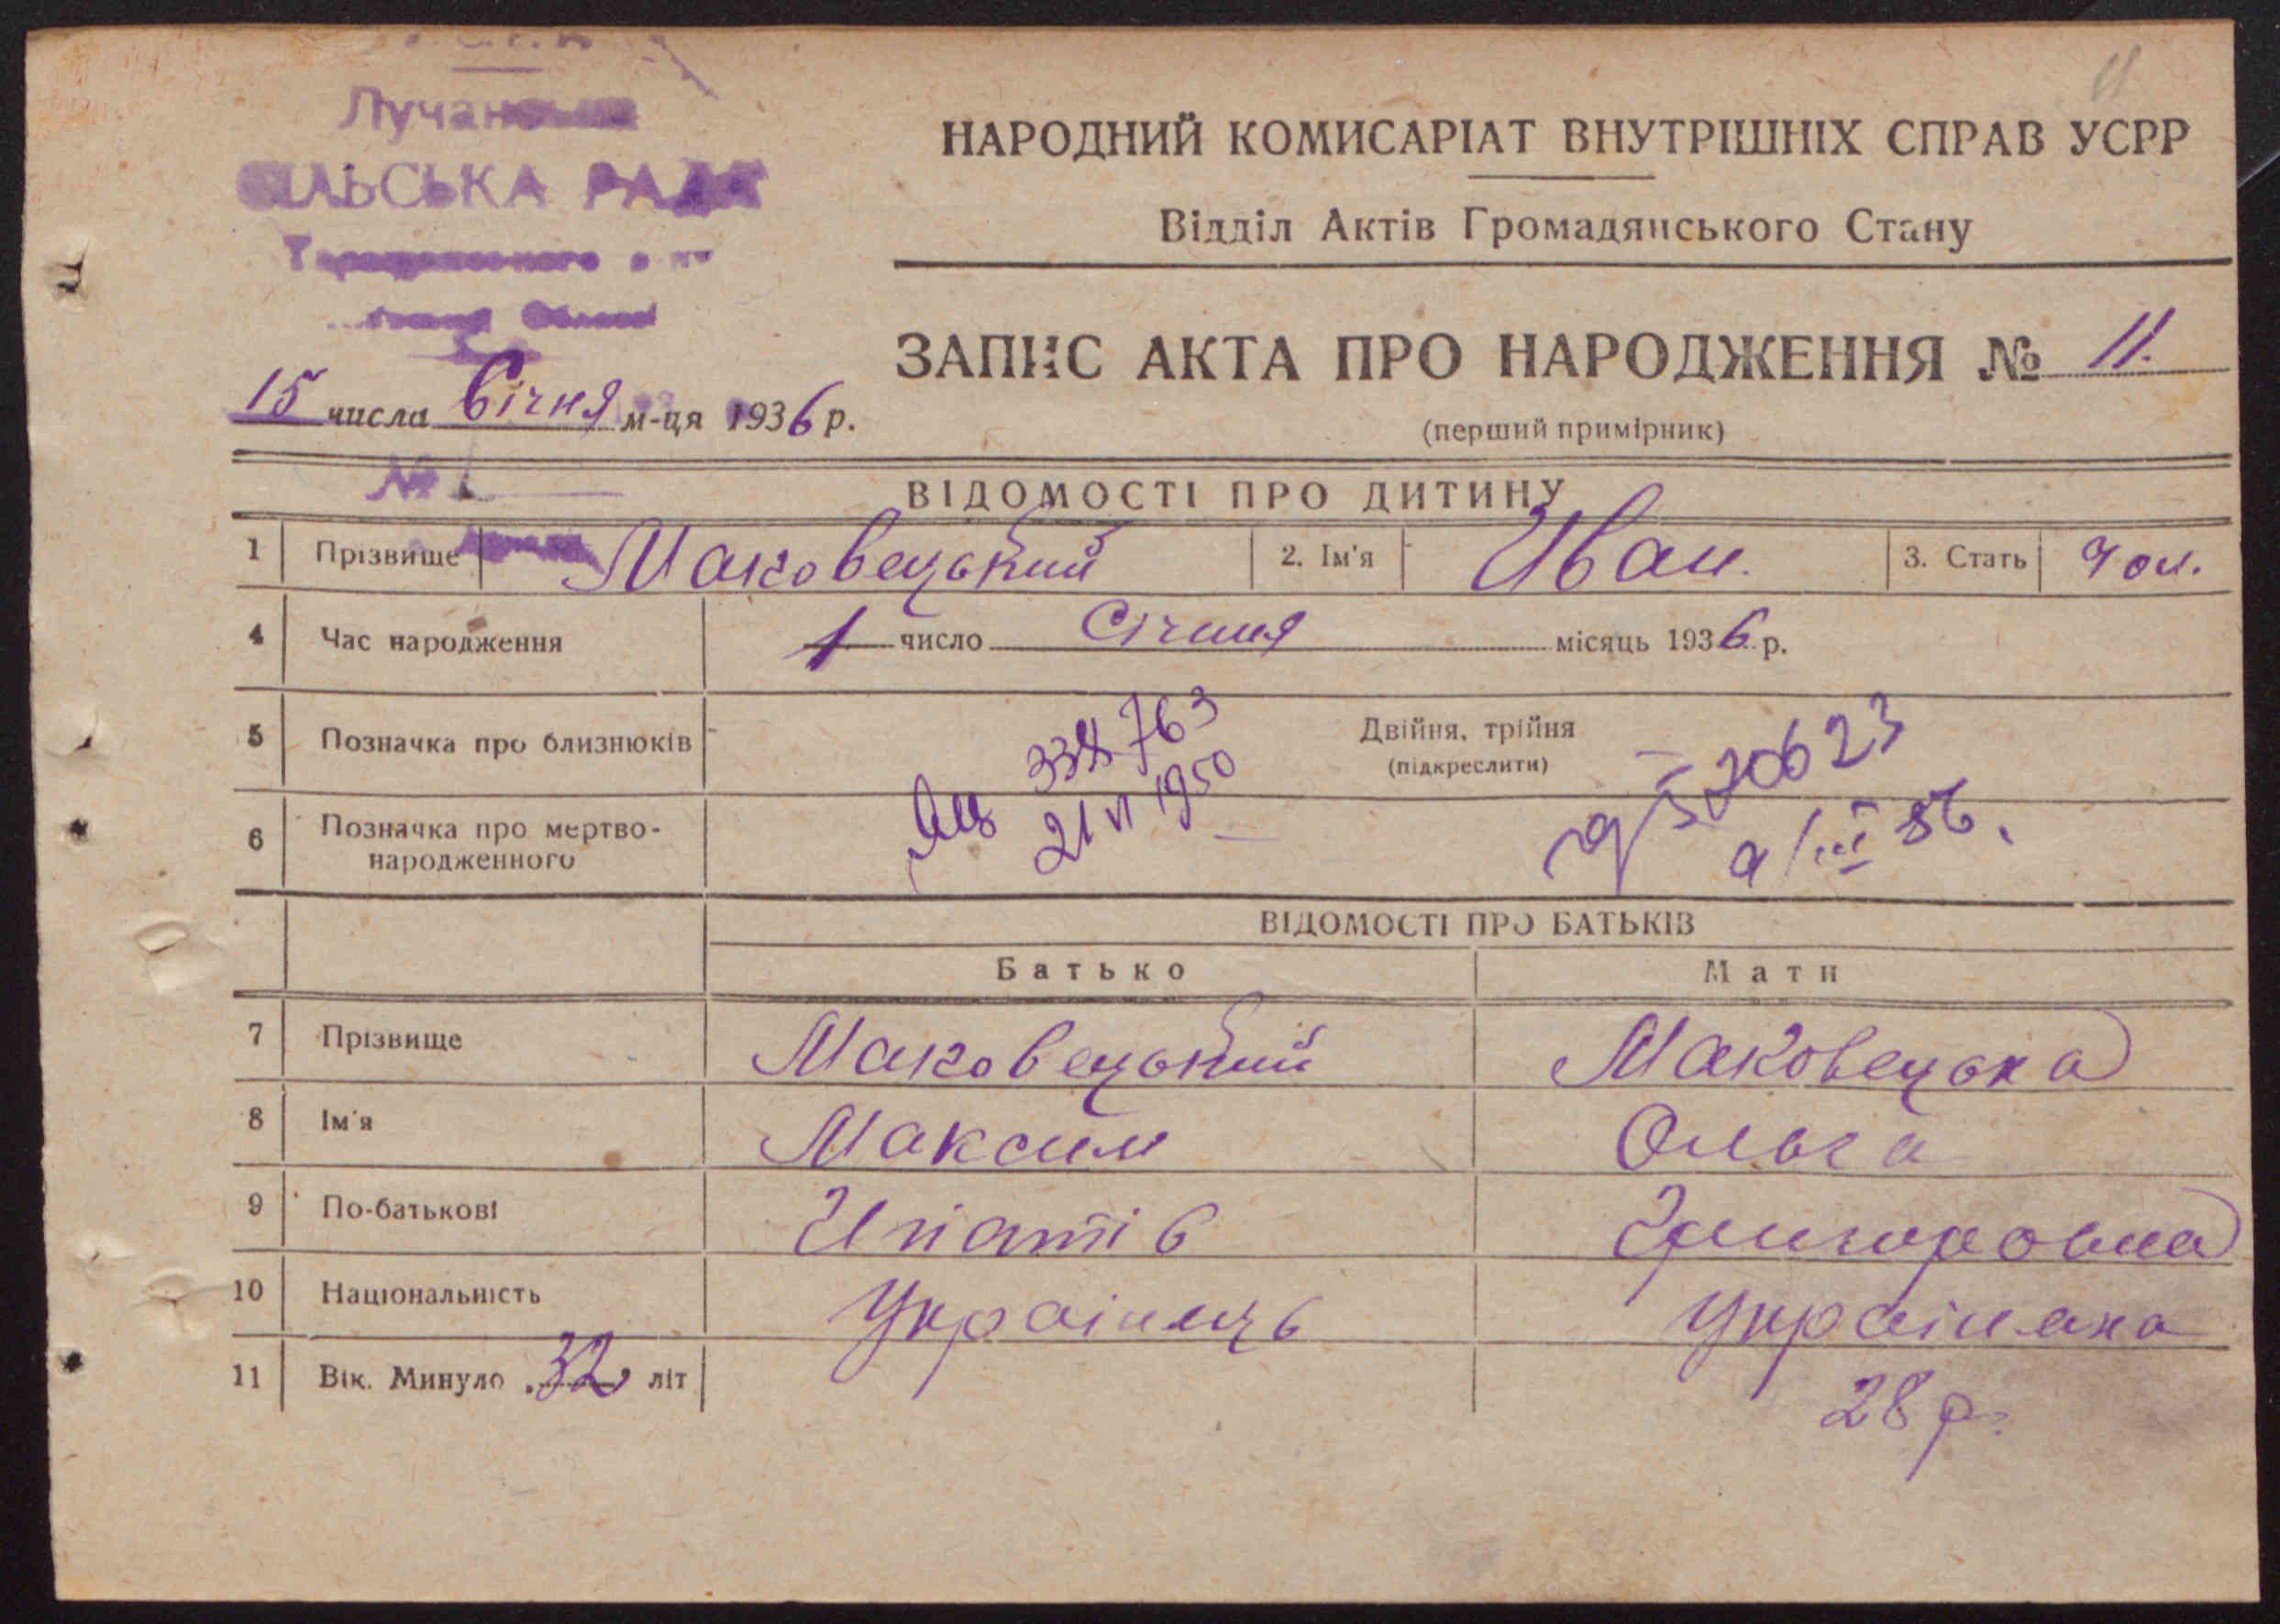 Лучанська
СІЛЬСЬКА РАДА
15 числа Січня м-ця 1936 р.
№
НАРОДНИЙ КОМИСАРІАТ ВНУТРІШНІХ СПРАВ УСРР
Відділ Актів Громадянського Стану
ЗАПИС АКТА ПРО НАРОДЖЕННЯ № 11.
(перший примірник)
ВІДОМОСТІ ПРО ДИТИНУ
1 Прізвище Маковецький 2. Ім'я Иван. 3. Стать Чол.
4 Час народження 1 число Січня місяць 1936 р.
5 Позначка про близнюків Двійня, трійня
(підкреслити)
338763
21 VI 1950
520623
6 Позначка про мертво-
народженного
ВІДОМОСТІ ПРО БАТЬКІВ
Батько Мати
7 Прізвище Маковецький Маковецька
8 Ім'я Максим Ольга
9 По-батькові Ипатів Григоровна
10 Національність Українець Українка
11 Вік. Минуло 32 літ 28 р.